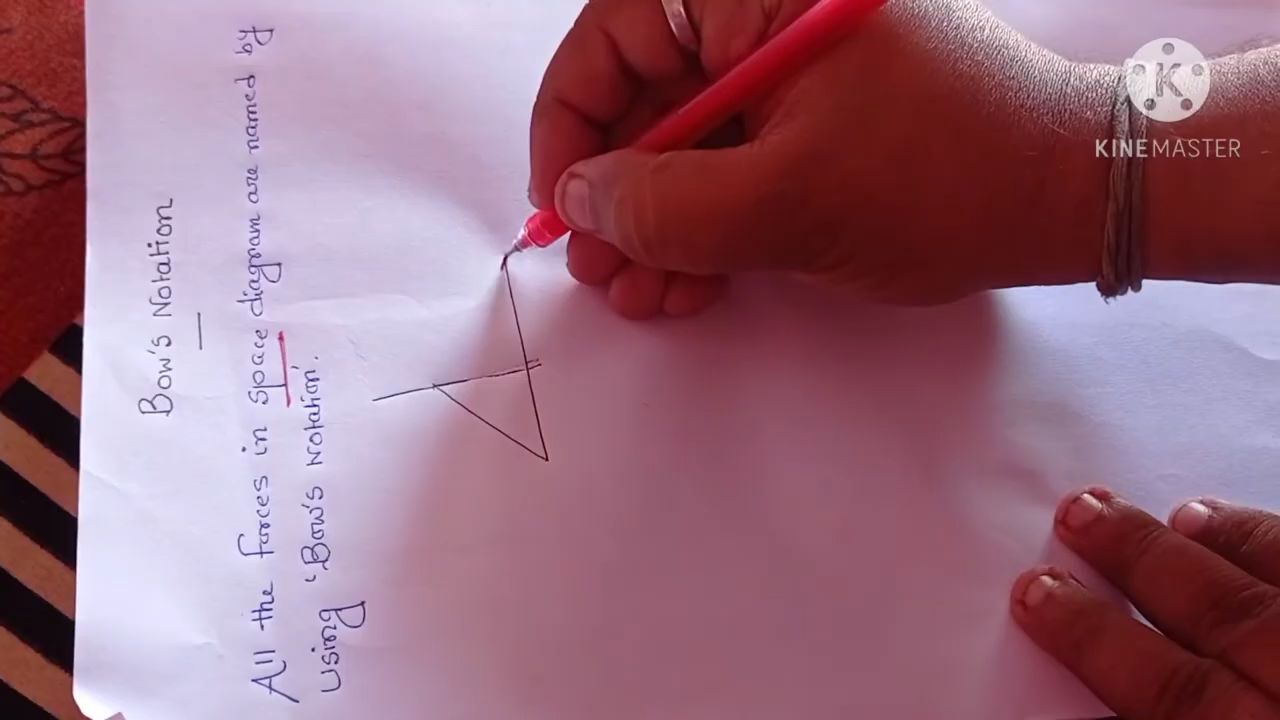 Bow's Notation
All the forces in space diagram are named by
using 'Bow's Notation'.
KINEMASTER